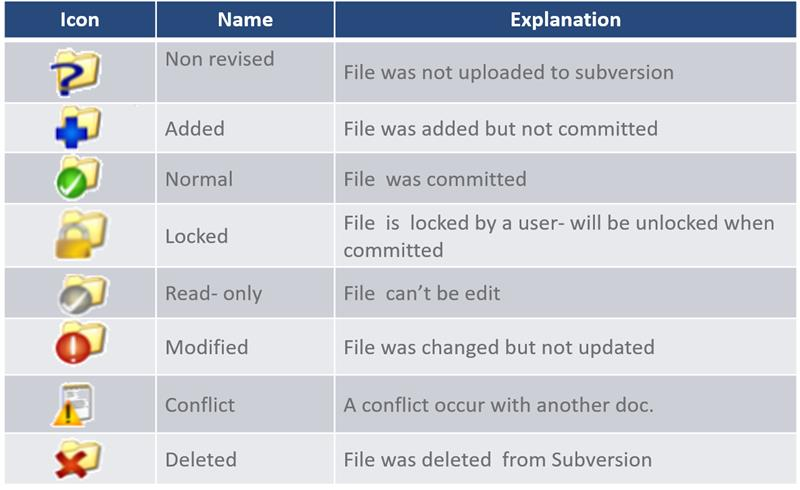 Icon Name Explanation
Non revised File was not uploaded to subversion
Added File was added but not committed
Normal File was committed
Locked File is locked by a user- will be unlocked when
committed
Read- only File can't be edit
Modified File was changed but not updated
Conflict A conflict occur with another doc.
Deleted File was deleted from Subversion